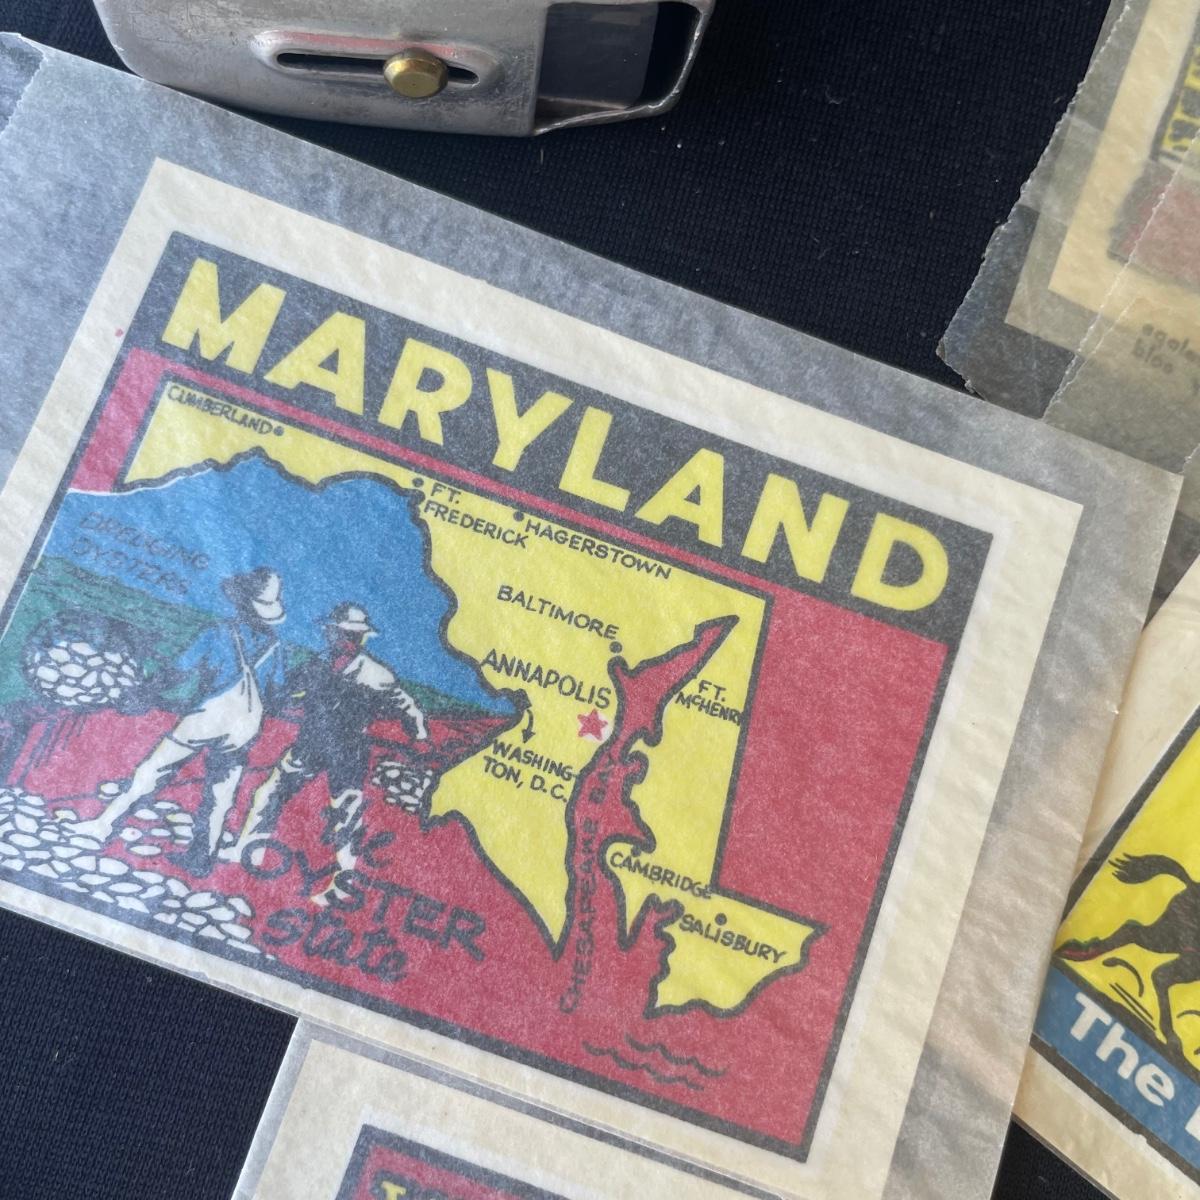 MARYLAND
CUMBERLAND
FT.
FREDERICK
HAGERSTOWN
DREDGING
OYSTERS
BALTIMORE
ANNAPOLIS
FT.
McHENRY
WASHING-
TON, D.C.
CHESAPEAKE BAY
CAMBRIDGE
SALISBURY
the
OYSTER
State
The